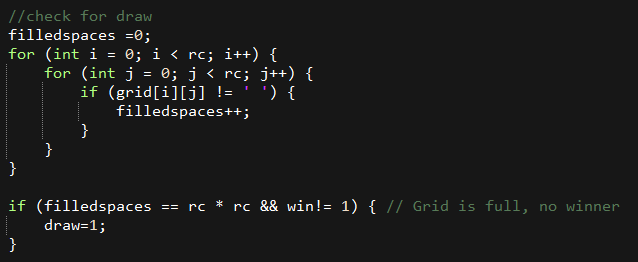 //check for draw
filledspaces =0;
for (int i = 0; i < rc; i++) {
    for (int j = 0; j < rc; j++) {
        if (grid[i][j] != ' ') {
            filledspaces++;
        }
    }
}

if (filledspaces == rc * rc && win!= 1) { // Grid is full, no winner
    draw=1;
}